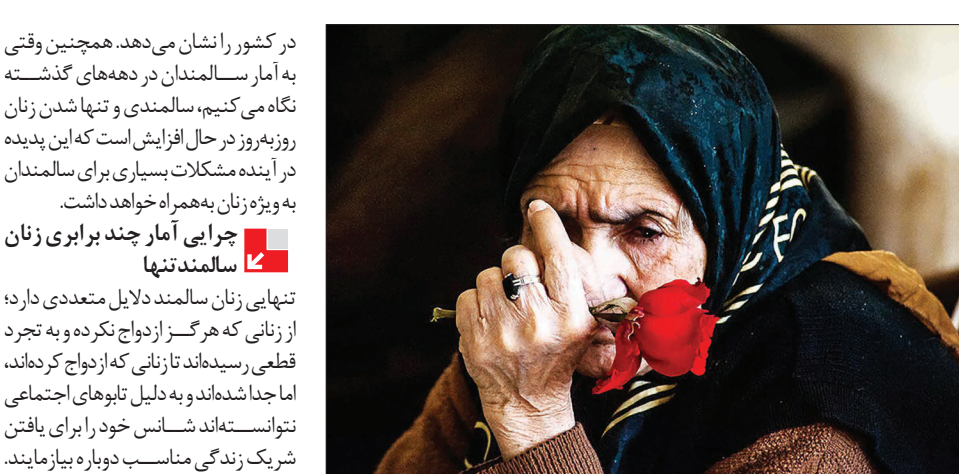 در کشور را نشان می‌دهد. همچنین وقتی
به آمار سالمندان در دهه‌های گذشته
نگاه می‌کنیم، سالمندی و تنها شدن زنان
روزبه‌روز در حال افزایش است که این پدیده
در آینده مشکلات بسیاری برای سالمندان
به ویژه زنان به‌همراه خواهد داشت.
چرایی آمار چند برابری زنان
سالمند تنها
تنهایی زنان سالمند دلایل متعددی دارد؛
از زنانی که هرگز ازدواج نکرده و به تجرد
قطعی رسیده‌اند تا زنانی که ازدواج کرده‌اند،
اما جدا شده‌اند و به دلیل تابوهای اجتماعی
نتوانسته‌اند شانس خود را برای یافتن
شریک زندگی مناسب دوباره بیازمایند.